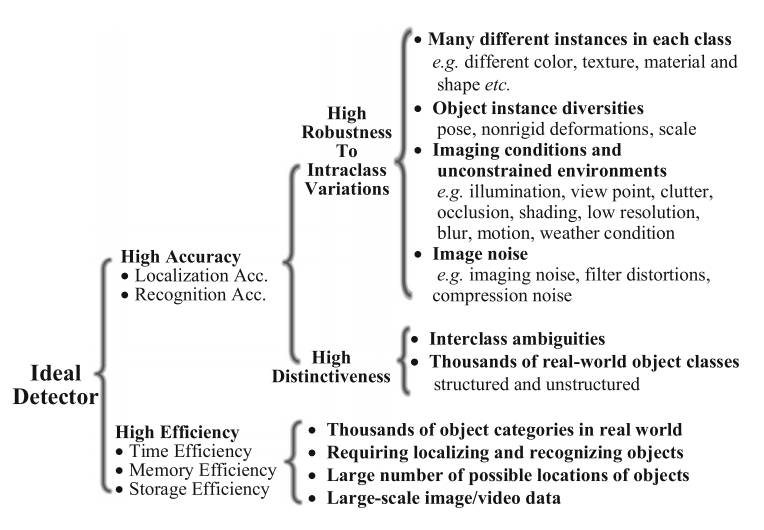 Ideal
Detector
High Accuracy
• Localization Acc.
• Recognition Acc.
High
Robustness
To
Intraclass
Variations
• Many different instances in each class
e.g. different color, texture, material and
shape etc.
• Object instance diversities
pose, nonrigid deformations, scale
• Imaging conditions and
unconstrained environments
e.g. illumination, view point, clutter,
occlusion, shading, low resolution,
blur, motion, weather condition
• Image noise
e.g. imaging noise, filter distortions,
compression noise
High
Distinctiveness
• Interclass ambiguities
• Thousands of real-world object classes
structured and unstructured
High Efficiency
• Time Efficiency
• Memory Efficiency
• Storage Efficiency
• Thousands of object categories in real world
• Requiring localizing and recognizing objects
• Large number of possible locations of objects
• Large-scale image/video data